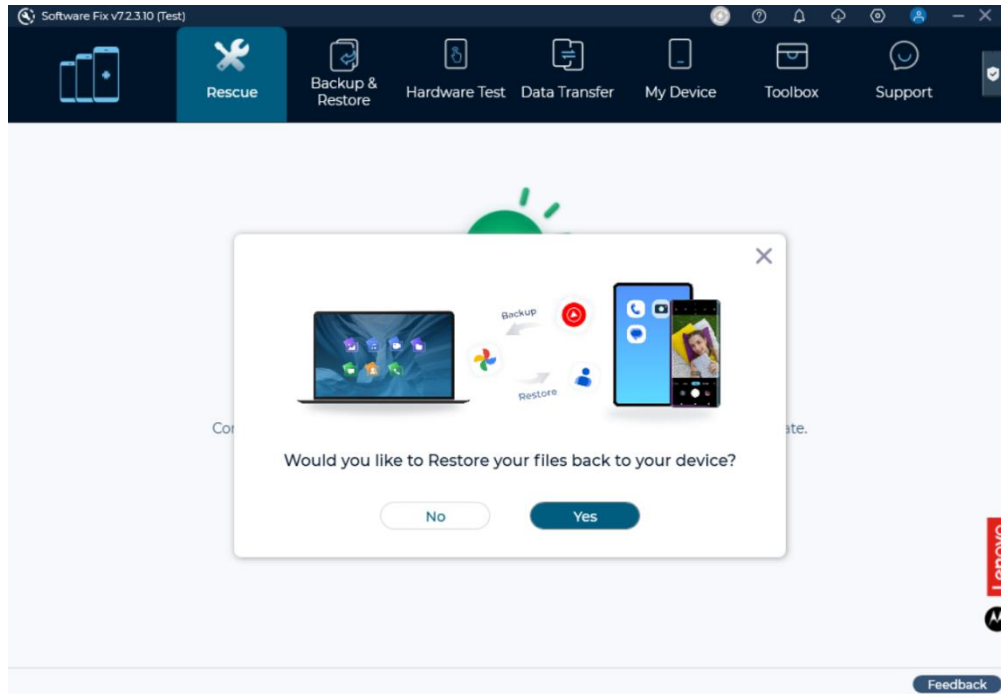 Software Fix v7.2.3.10 (Test)
Rescue
Backup &
Restore
Hardware Test
Data Transfer
My Device
Toolbox
Support
Backup
Restore
Would you like to Restore your files back to your device?
No
Yes
Lenovo
Feedback